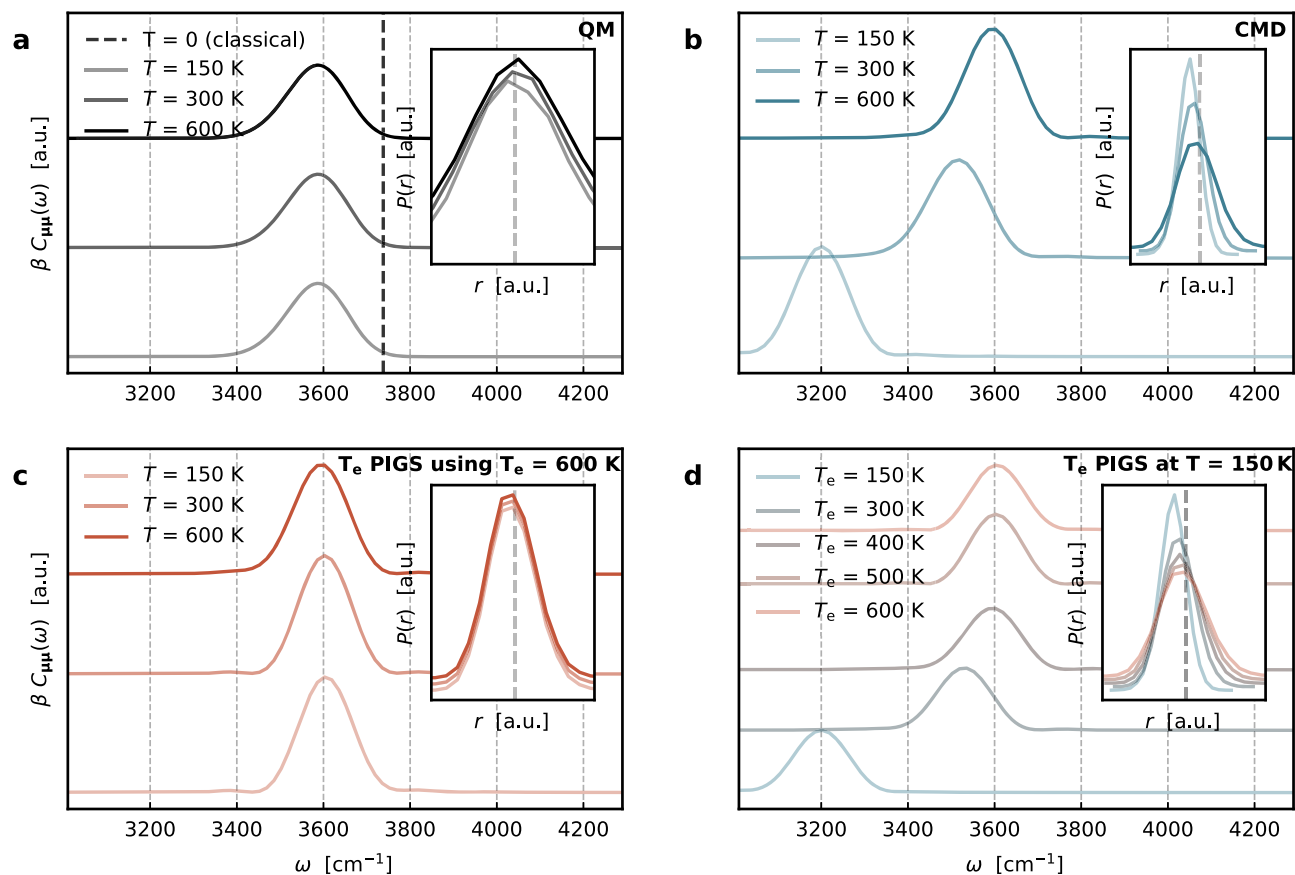 a
QM
T = 0 (classical)
T = 150 K
T = 300 K
T = 600 K
P(r) [a.u.]
r [a.u.]
β C_μμ(ω) [a.u.]
3200 3400 3600 3800 4000 4200
b
CMD
T = 150 K
T = 300 K
T = 600 K
P(r) [a.u.]
r [a.u.]
3200 3400 3600 3800 4000 4200
c
Tₑ PIGS using Tₑ = 600 K
T = 150 K
T = 300 K
T = 600 K
P(r) [a.u.]
r [a.u.]
β C_μμ(ω) [a.u.]
3200 3400 3600 3800 4000 4200
ω [cm⁻¹]
d
Tₑ PIGS at T = 150 K
Tₑ = 150 K
Tₑ = 300 K
Tₑ = 400 K
Tₑ = 500 K
Tₑ = 600 K
P(r) [a.u.]
r [a.u.]
3200 3400 3600 3800 4000 4200
ω [cm⁻¹]